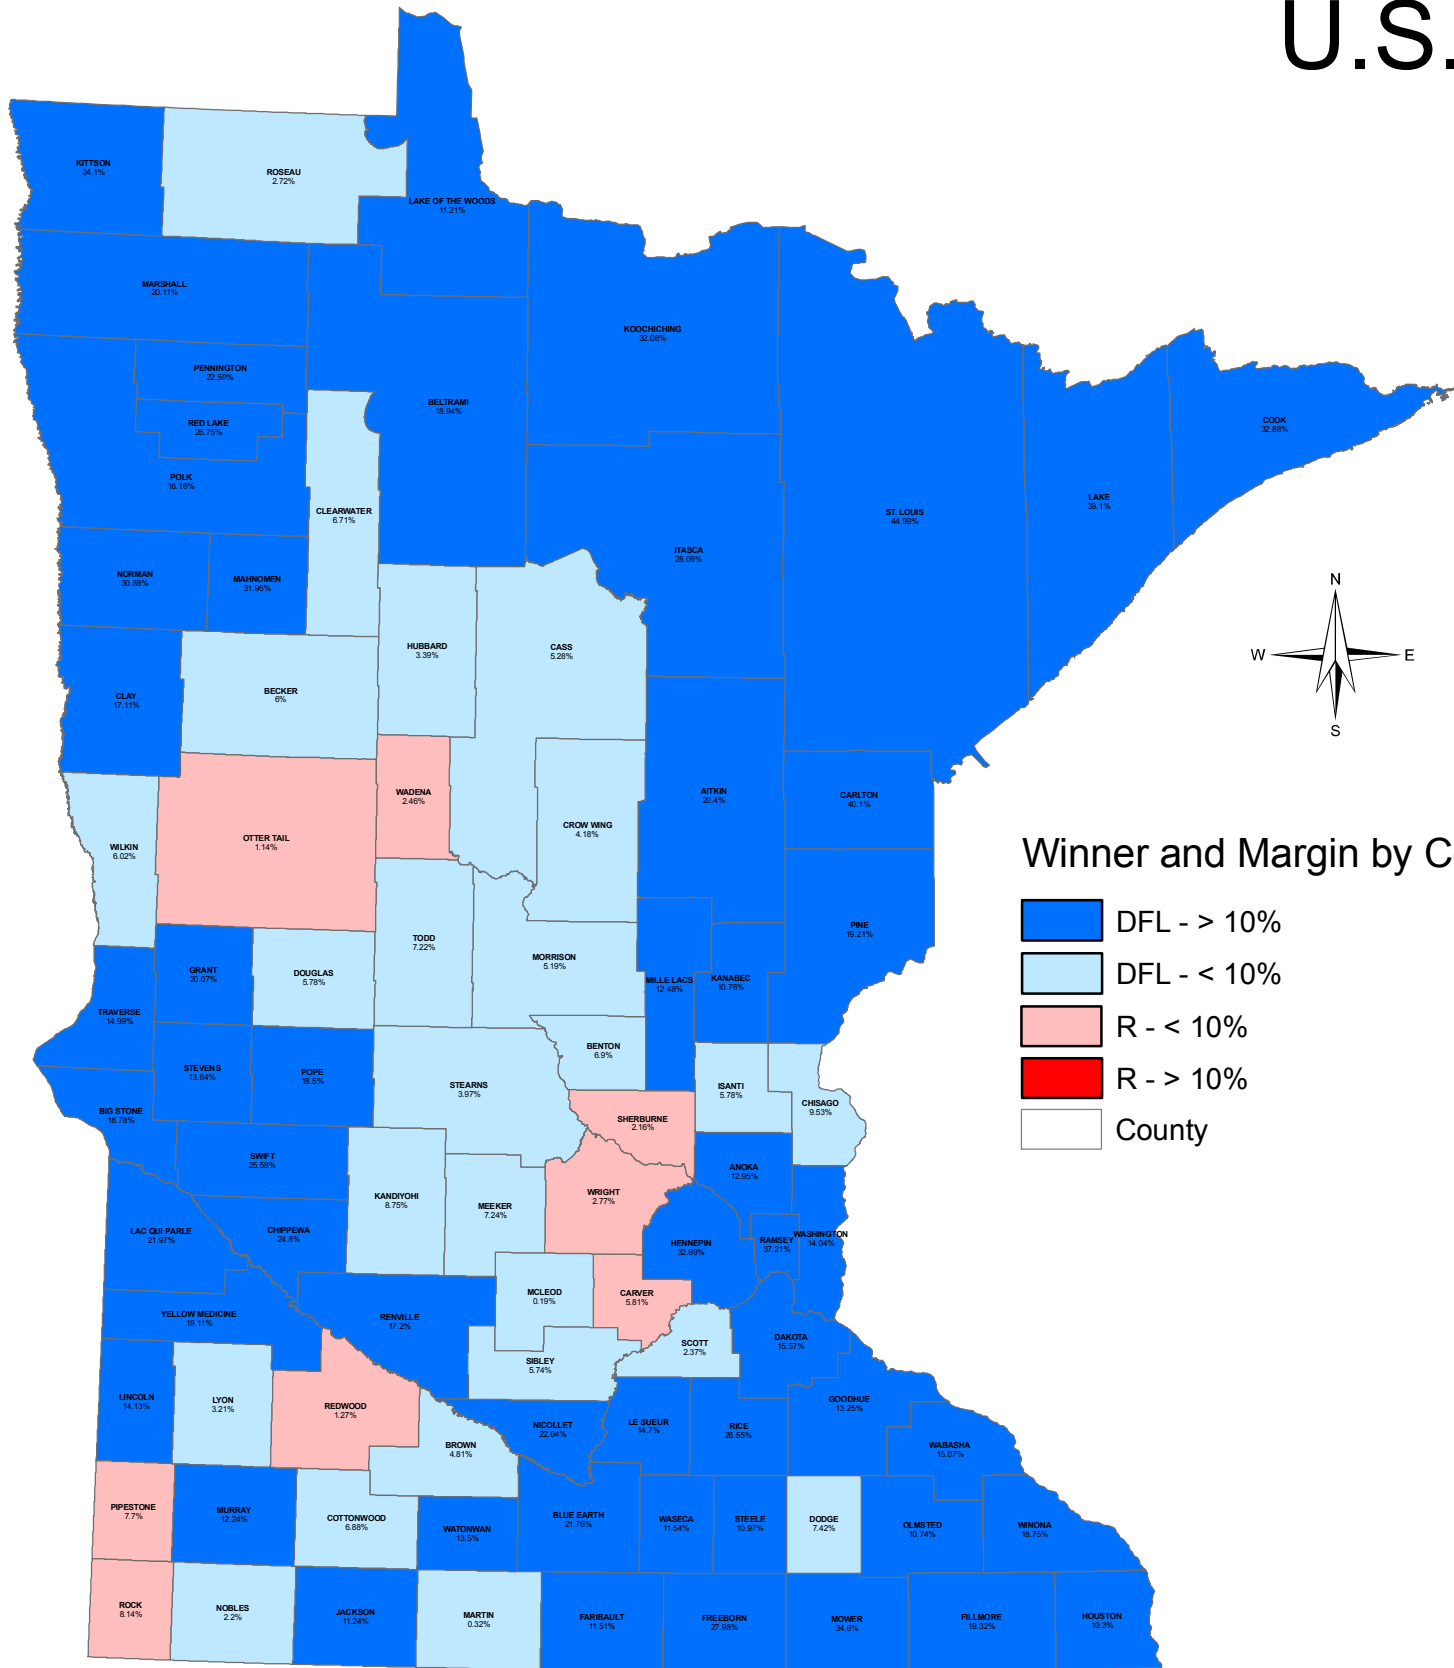 U.S.
KITTSON
34.1%
ROSEAU
2.72%
LAKE OF THE WOODS
11.21%
MARSHALL
20.11%
KOOCHICHING
32.08%
PENNINGTON
22.59%
BELTRAMI
18.94%
RED LAKE
26.75%
COOK
32.88%
POLK
16.16%
CLEARWATER
6.71%
LAKE
39.1%
ST. LOUIS
44.99%
ITASCA
28.06%
NORMAN
30.88%
MAHNOMEN
31.96%
N
W
E
S
HUBBARD
3.39%
CASS
5.28%
CLAY
17.11%
BECKER
6%
WADENA
2.46%
AITKIN
20.4%
CARLTON
40.1%
CROW WING
4.18%
OTTER TAIL
1.14%
WILKIN
6.02%
Winner and Margin by C
DFL - > 10%
DFL - < 10%
R - < 10%
R - > 10%
County
PINE
19.21%
TODD
7.22%
MORRISON
5.19%
GRANT
20.07%
DOUGLAS
5.78%
MILLE LACS
12.48%
KANABEC
10.76%
TRAVERSE
14.99%
BENTON
6.9%
STEVENS
13.64%
POPE
18.5%
STEARNS
3.97%
ISANTI
5.78%
CHISAGO
9.53%
BIG STONE
18.78%
SHERBURNE
2.16%
SWIFT
25.58%
ANOKA
12.95%
KANDIYOHI
8.75%
MEEKER
7.24%
WRIGHT
2.77%
LAC QUI PARLE
21.97%
CHIPPEWA
24.8%
HENNEPIN
32.89%
RAMSEY
37.21%
WASHINGTON
14.04%
MCLEOD
0.19%
CARVER
5.81%
YELLOW MEDICINE
19.11%
RENVILLE
17.2%
SCOTT
2.37%
DAKOTA
15.57%
SIBLEY
5.74%
LINCOLN
14.13%
LYON
3.21%
REDWOOD
1.27%
GOODHUE
13.25%
NICOLLET
22.04%
LE SUEUR
14.7%
RICE
26.55%
BROWN
4.81%
WABASHA
15.07%
PIPESTONE
7.7%
MURRAY
12.24%
COTTONWOOD
6.88%
WATONWAN
13.5%
BLUE EARTH
21.76%
WASECA
11.54%
STEELE
10.97%
DODGE
7.42%
OLMSTED
10.74%
WINONA
18.75%
ROCK
8.14%
NOBLES
2.2%
JACKSON
11.24%
MARTIN
0.32%
FARIBAULT
11.51%
FREEBORN
27.98%
MOWER
34.6%
FILLMORE
19.32%
HOUSTON
10.3%